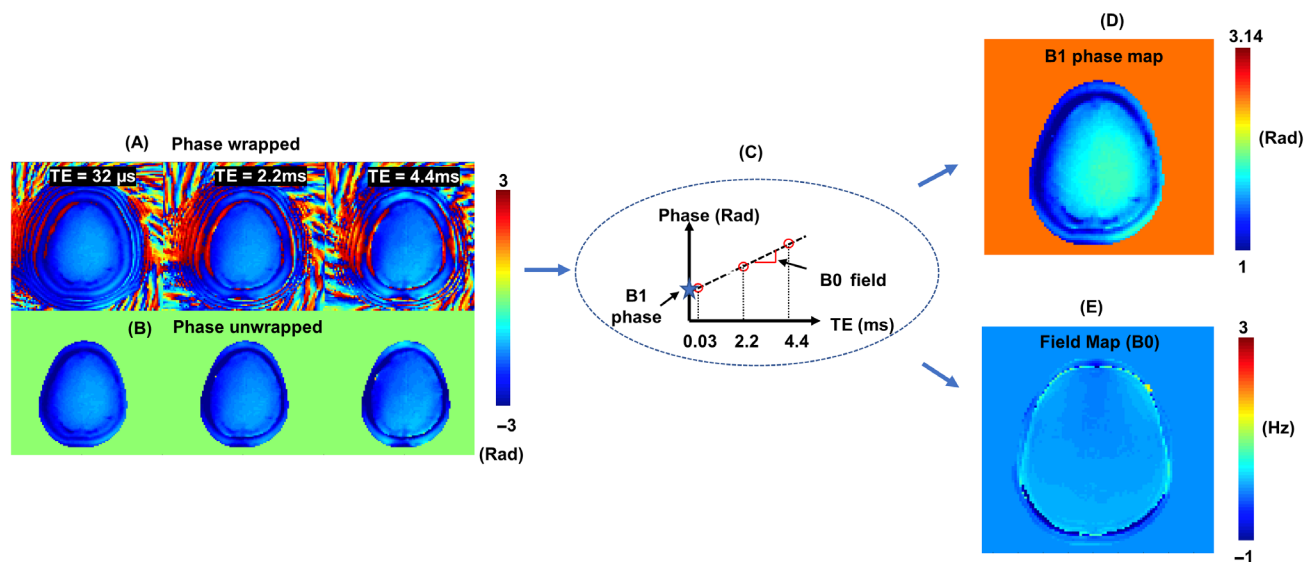 (A) Phase wrapped
TE = 32 µs
TE = 2.2ms
TE = 4.4ms
3
(B) Phase unwrapped
−3
(Rad)
(C)
Phase (Rad)
B1
phase
B0 field
TE (ms)
0.03 2.2 4.4
(D)
3.14
B1 phase map
(Rad)
1
(E)
3
Field Map (B0)
(Hz)
−1